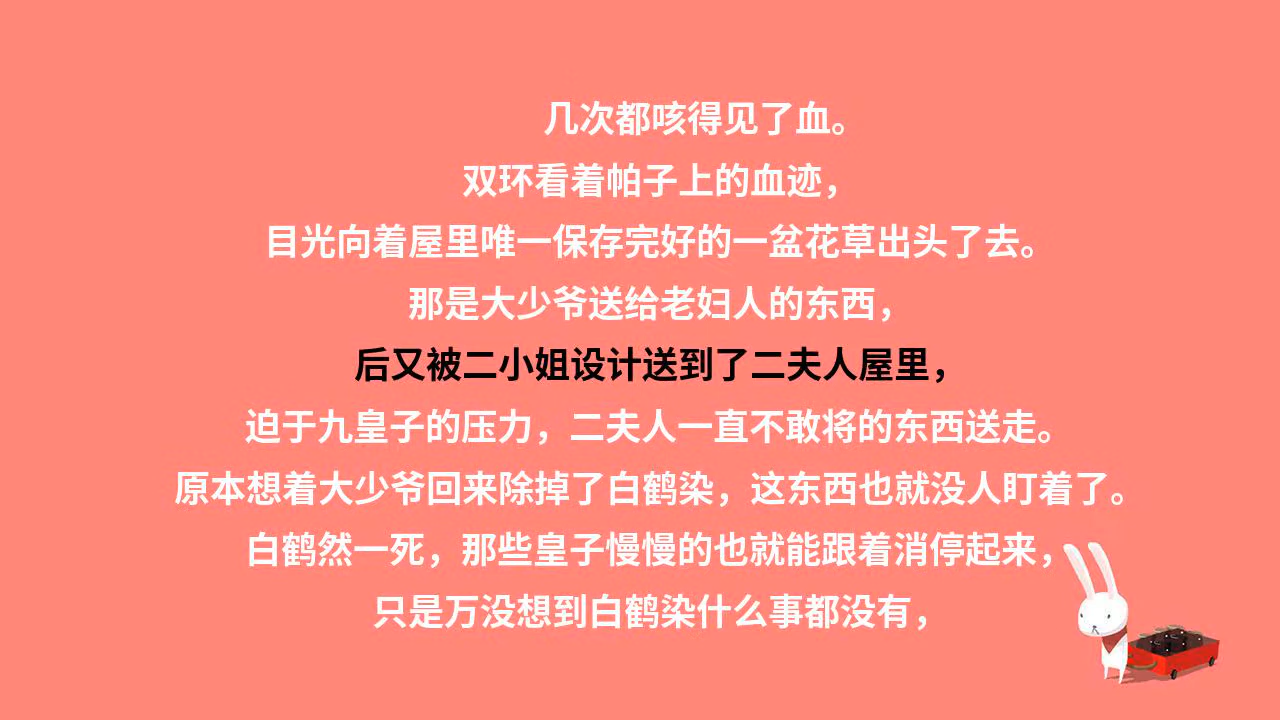 几次都咳得见了血。
双环看着帕子上的血迹，
目光向着屋里唯一保存完好的一盆花草出头了去。
那是大少爷送给老妇人的东西，
后又被二小姐设计送到了二夫人屋里，
迫于九皇子的压力，二夫人一直不敢将的东西送走。
原本想着大少爷回来除掉了白鹤染，这东西也就没人盯着了。
白鹤然一死，那些皇子慢慢的也就能跟着消停起来，
只是万没想到白鹤染什么事都没有，